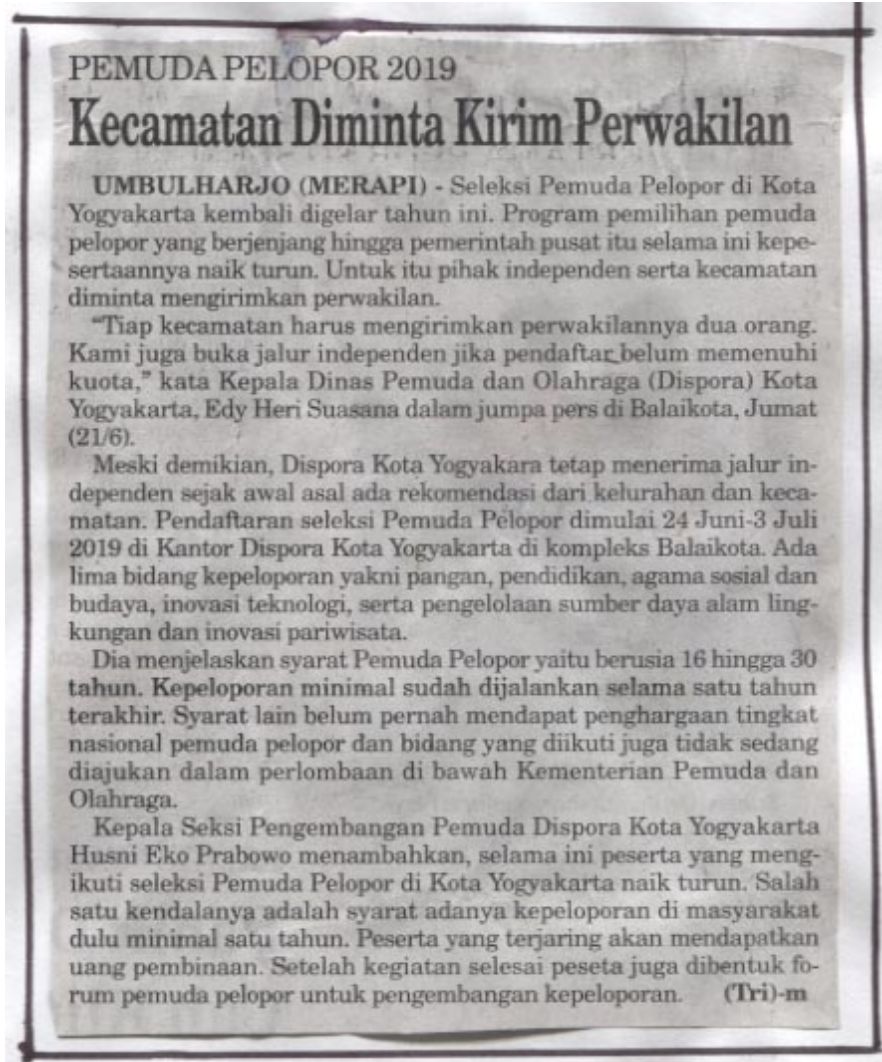 PEMUDA PELOPOR 2019
Kecamatan Diminta Kirim Perwakilan
UMBULHARJO (MERAPI) - Seleksi Pemuda Pelopor di Kota
Yogyakarta kembali digelar tahun ini. Program pemilihan pemuda
pelopor yang berjenjang hingga pemerintah pusat itu selama ini kepe-
sertaannya naik turun. Untuk itu pihak independen serta kecamatan
diminta mengirimkan perwakilan.
"Tiap kecamatan harus mengirimkan perwakilannya dua orang.
Kami juga buka jalur independen jika pendaftar belum memenuhi
kuota," kata Kepala Dinas Pemuda dan Olahraga (Dispora) Kota
Yogyakarta, Edy Heri Suasana dalam jumpa pers di Balaikota, Jumat
(21/6).
Meski demikian, Dispora Kota Yogyakara tetap menerima jalur in-
dependen sejak awal asal ada rekomendasi dari kelurahan dan keca-
matan. Pendaftaran seleksi Pemuda Pelopor dimulai 24 Juni-3 Juli
2019 di Kantor Dispora Kota Yogyakarta di kompleks Balaikota. Ada
lima bidang kepeloporan yakni pangan, pendidikan, agama sosial dan
budaya, inovasi teknologi, serta pengelolaan sumber daya alam ling-
kungan dan inovasi pariwisata.
Dia menjelaskan syarat Pemuda Pelopor yaitu berusia 16 hingga 30
tahun. Kepeloporan minimal sudah dijalankan selama satu tahun
terakhir. Syarat lain belum pernah mendapat penghargaan tingkat
nasional pemuda pelopor dan bidang yang diikuti juga tidak sedang
diajukan dalam perlombaan di bawah Kementerian Pemuda dan
Olahraga.
Kepala Seksi Pengembangan Pemuda Dispora Kota Yogyakarta
Husni Eko Prabowo menambahkan, selama ini peserta yang meng-
ikuti seleksi Pemuda Pelopor di Kota Yogyakarta naik turun. Salah
satu kendalanya adalah syarat adanya kepeloporan di masyarakat
dulu minimal satu tahun. Peserta yang terjaring akan mendapatkan
uang pembinaan. Setelah kegiatan selesai peseta juga dibentuk fo-
rum pemuda pelopor untuk pengembangan kepeloporan. (Tri)-m